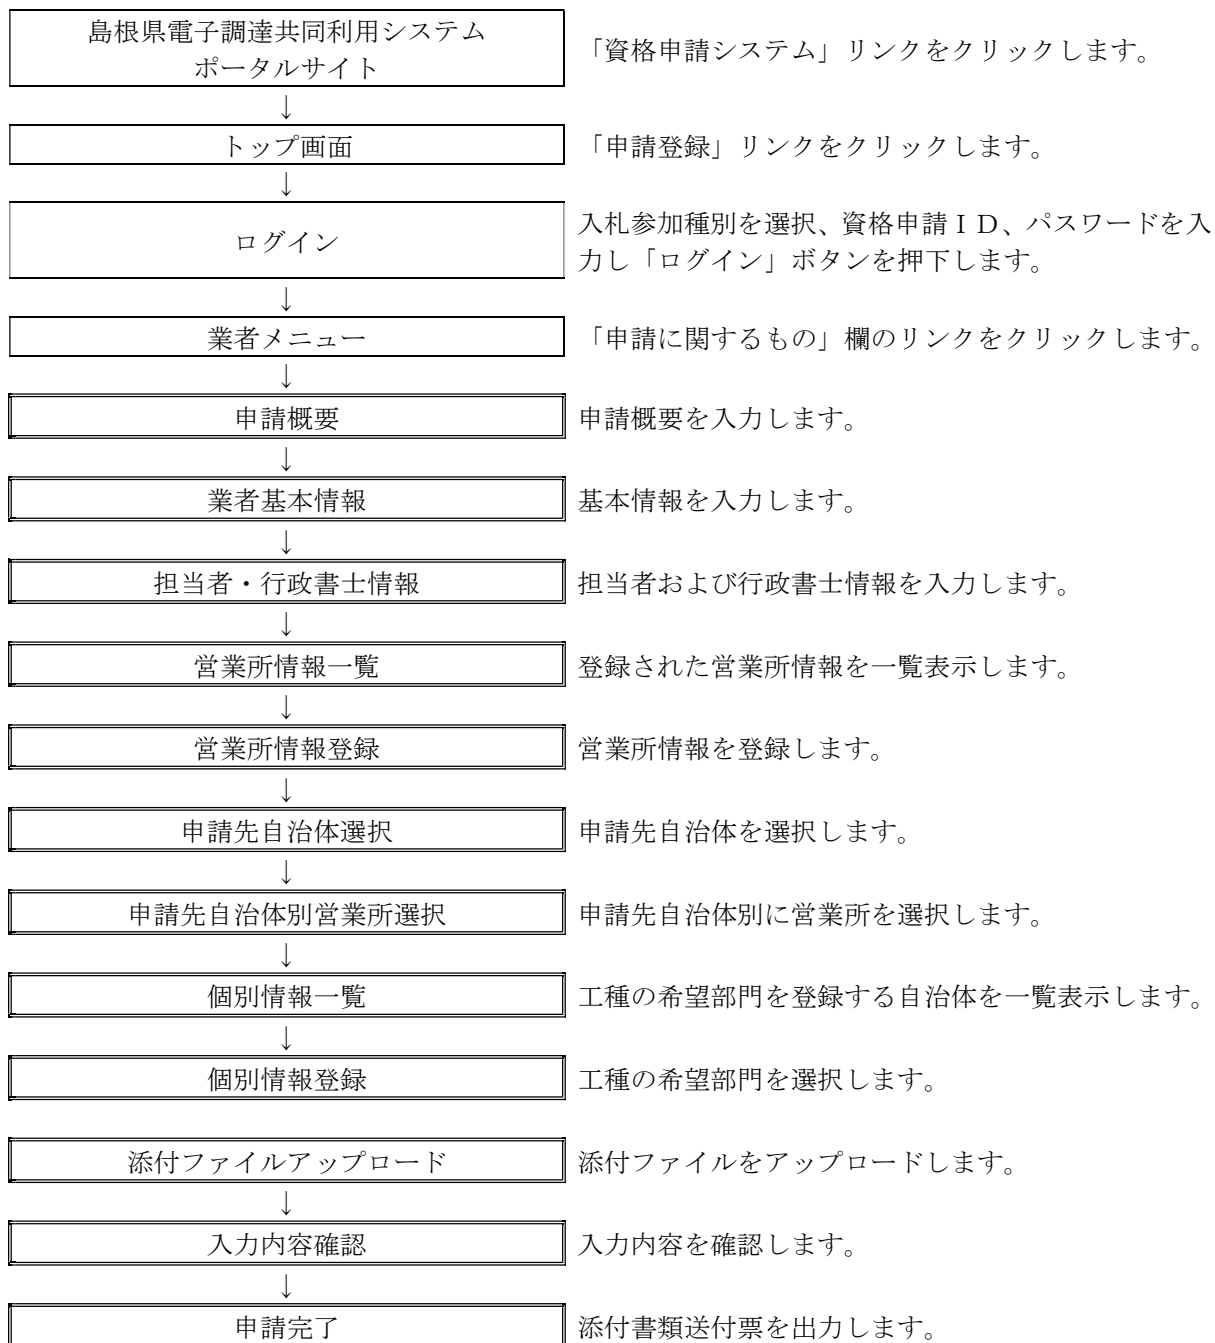 島根県電子調達共同利用システム
ポータルサイト
「資格申請システム」リンクをクリックします。
↓
トップ画面
「申請登録」リンクをクリックします。
↓
ログイン
入札参加種別を選択、資格申請ＩＤ、パスワードを入
力し「ログイン」ボタンを押下します。
↓
業者メニュー
「申請に関するもの」欄のリンクをクリックします。
↓
申請概要
申請概要を入力します。
↓
業者基本情報
基本情報を入力します。
↓
担当者・行政書士情報
担当者および行政書士情報を入力します。
↓
営業所情報一覧
登録された営業所情報を一覧表示します。
↓
営業所情報登録
営業所情報を登録します。
↓
申請先自治体選択
申請先自治体を選択します。
↓
申請先自治体別営業所選択
申請先自治体別に営業所を選択します。
↓
個別情報一覧
工種の希望部門を登録する自治体を一覧表示します。
↓
個別情報登録
工種の希望部門を選択します。
添付ファイルアップロード
添付ファイルをアップロードします。
↓
入力内容確認
入力内容を確認します。
↓
申請完了
添付書類送付票を出力します。